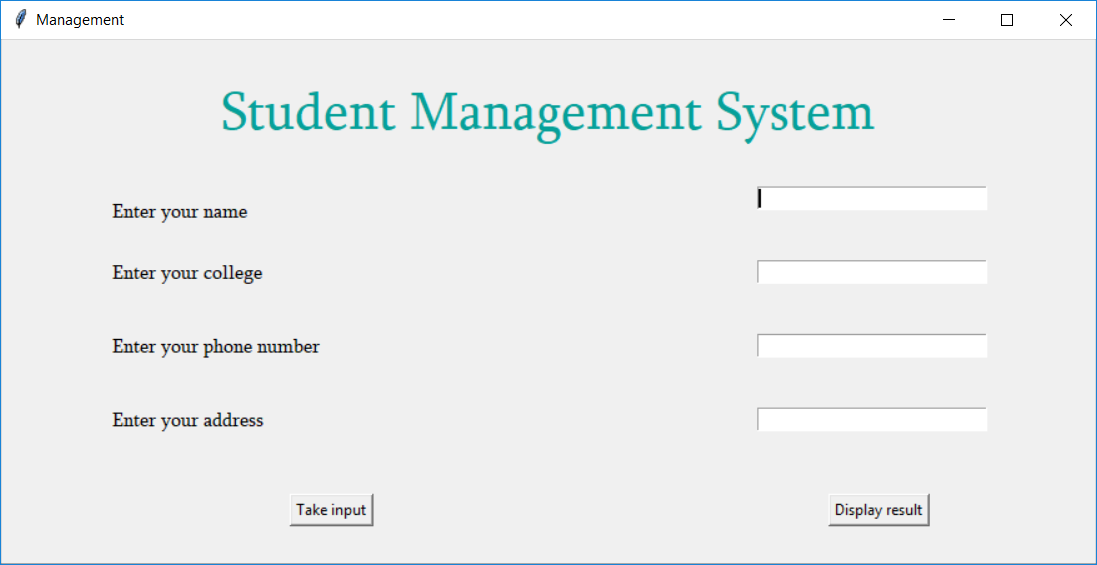 Management
Student Management System
Enter your name
Enter your college
Enter your phone number
Enter your address
Take input Display result